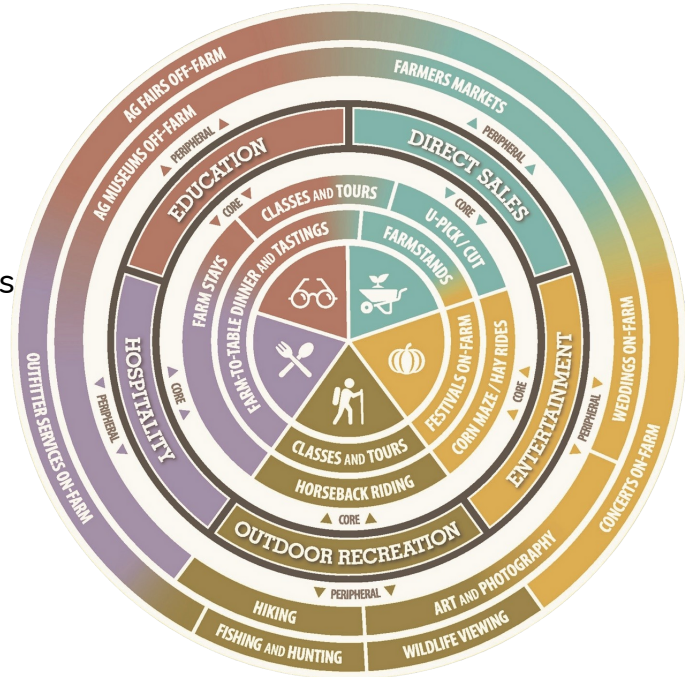 AG FAIRS OFF-FARM
FARMERS MARKETS
AG MUSEUMS OFF-FARM
PERIPHERAL
PERIPHERAL
EDUCATION
DIRECT SALES
CORE
CORE
CLASSES AND TOURS
U-PICK / CUT
FARM STAYS
FARM-TO-TABLE DINNER AND TASTINGS
FARMSTANDS
s
HOSPITALITY
CORE
PERIPHERAL
OUTFITTER SERVICES ON-FARM
FESTIVALS ON-FARM
CORN MAZE / HAY RIDES
CORE
ENTERTAINMENT
PERIPHERAL
WEDDINGS ON-FARM
CONCERTS ON-FARM
CLASSES AND TOURS
HORSEBACK RIDING
CORE
OUTDOOR RECREATION
PERIPHERAL
HIKING
ART AND PHOTOGRAPHY
FISHING AND HUNTING
WILDLIFE VIEWING